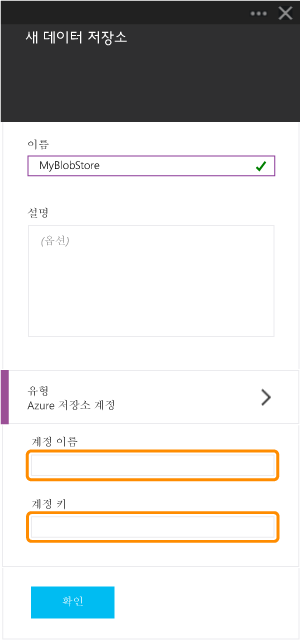 새 데이터 저장소
이름
MyBlobStore
설명
(옵션)
유형
Azure 저장소 계정
계정 이름
계정 키
확인